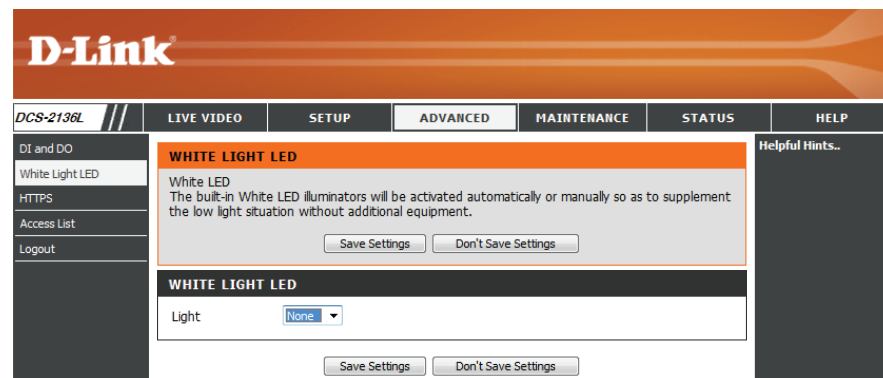 D-Link®
DCS-2136L // LIVE VIDEO SETUP ADVANCED MAINTENANCE STATUS HELP
DI and DO
White Light LED
HTTPS
Access List
Logout
WHITE LIGHT LED
White LED
The built-in White LED illuminators will be activated automatically or manually so as to supplement
the low light situation without additional equipment.
Save Settings Don't Save Settings
WHITE LIGHT LED
Light None
Save Settings Don't Save Settings
Helpful Hints..